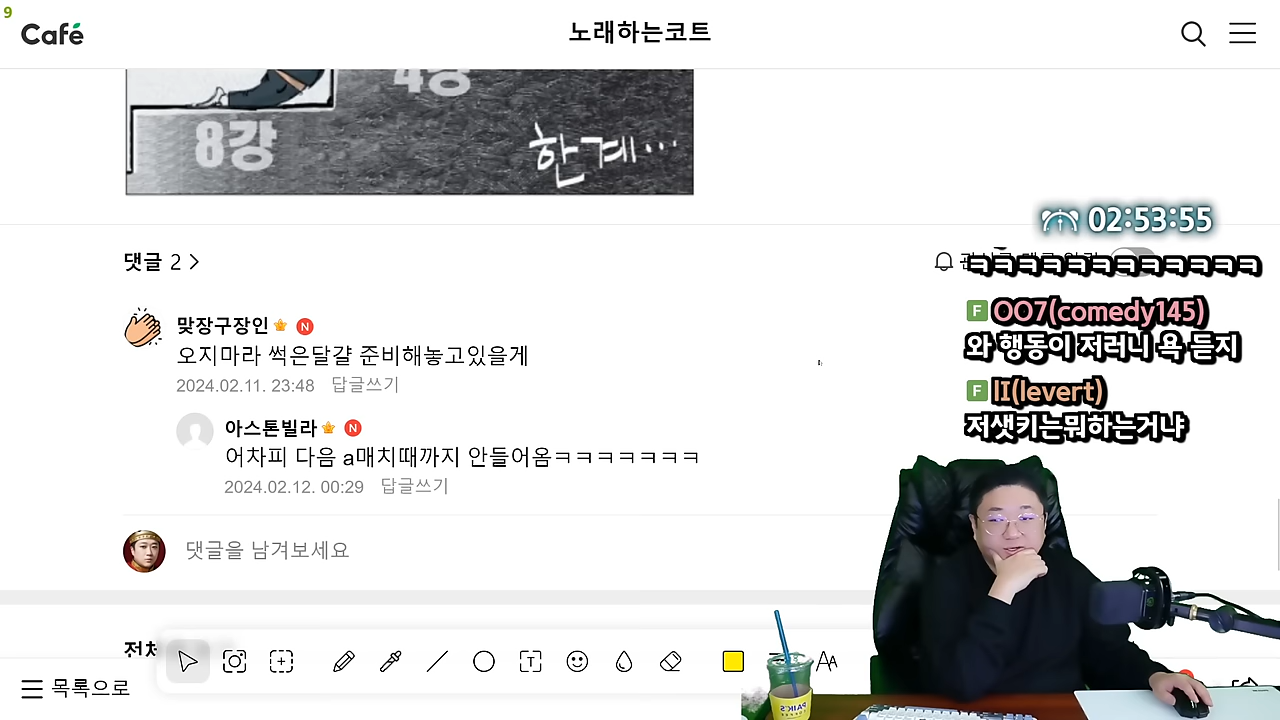 9
Café
노래하는코트
4강
8강
한계…
02:53:55
댓글 2
ㅋㅋㅋㅋㅋㅋㅋㅋㅋㅋㅋㅋㅋ
F OO7(comedy145)
와 행동이 저러니 욕 듣지
F lI(levert)
저샛키는뭐하는거냐
맞장구장인 N
오지마라 썩은달걀 준비해놓고있을게
2024.02.11. 23:48 답글쓰기
아스톤빌라 N
어차피 다음 a매치때까지 안들어옴ㅋㅋㅋㅋㅋㅋㅋ
2024.02.12. 00:29 답글쓰기
댓글을 남겨보세요
전체
T
AA
목록으로
PAIK'S